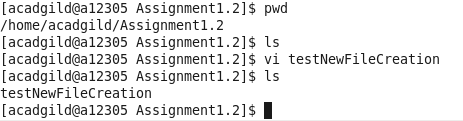 [acadgild@a12305 Assignment1.2]$ pwd
/home/acadgild/Assignment1.2
[acadgild@a12305 Assignment1.2]$ ls
[acadgild@a12305 Assignment1.2]$ vi testNewFileCreation
[acadgild@a12305 Assignment1.2]$ ls
testNewFileCreation
[acadgild@a12305 Assignment1.2]$